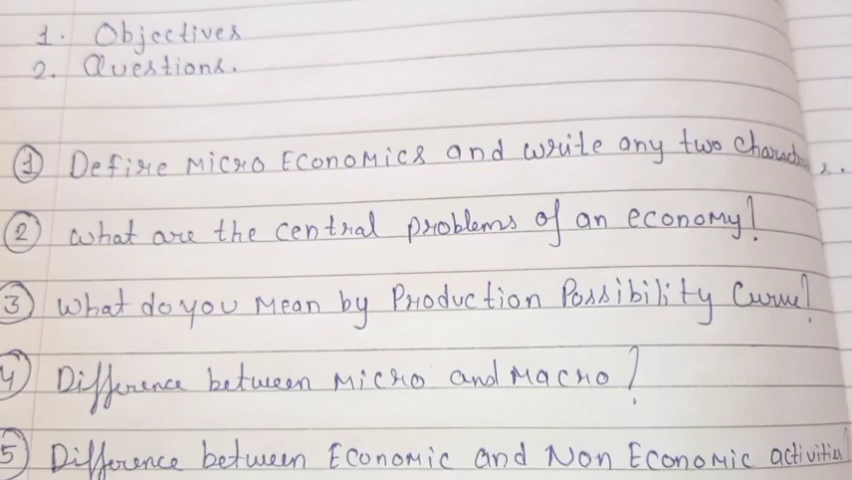 1. Objectives
2. Questions.
① Define Micro Economics and write any two
② What are the central problems of an economy?
③ What do you Mean by Production Possibility Curve?
④ Difference between Micro and Macro?
⑤ Difference between Economic and Non Economic activities